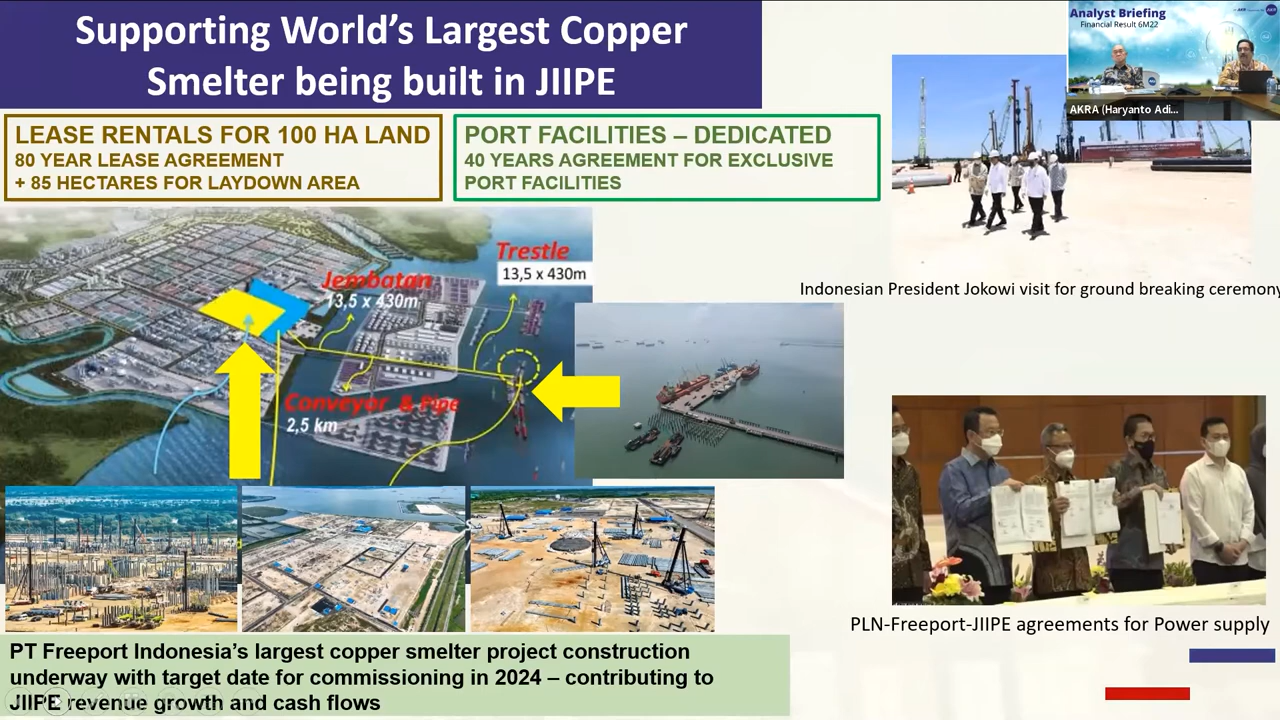 Supporting World's Largest Copper
Smelter being built in JIIPE
LEASE RENTALS FOR 100 HA LAND
80 YEAR LEASE AGREEMENT
+ 85 HECTARES FOR LAYDOWN AREA
PORT FACILITIES – DEDICATED
40 YEARS AGREEMENT FOR EXCLUSIVE
PORT FACILITIES
Analyst Briefing
Financial Result 6M22
AKRA (Haryanto Adi...
Trestle
13,5 x 430m
Jembatan
13,5 x 430m
Conveyor & Pipe
2,5 km
Indonesian President Jokowi visit for ground breaking ceremony
PLN-Freeport-JIIPE agreements for Power supply
PT Freeport Indonesia's largest copper smelter project construction
underway with target date for commissioning in 2024 – contributing to
JIIPE revenue growth and cash flows